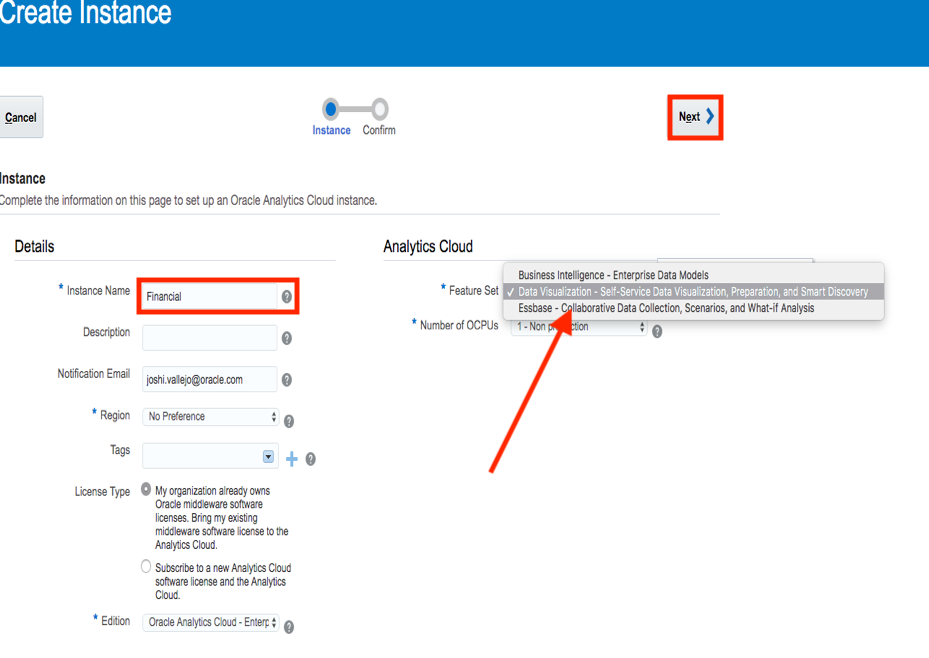 Create Instance
Cancel
Instance
Confirm
Next
Instance
Complete the information on this page to set up an Oracle Analytics Cloud instance.
Details
* Instance Name
Financial
?
Description
?
Notification Email
joshi.vallejo@oracle.com
?
* Region
No Preference
?
Tags
?
License Type
My organization already owns
Oracle middleware software
licenses. Bring my existing
middleware software license to the
Analytics Cloud.
Subscribe to a new Analytics Cloud
software license and the Analytics
Cloud.
* Edition
Oracle Analytics Cloud - Enterp
?
Analytics Cloud
* Feature Set
Business Intelligence - Enterprise Data Models
✓ Data Visualization - Self-Service Data Visualization, Preparation, and Smart Discovery
Essbase - Collaborative Data Collection, Scenarios, and What-if Analysis
* Number of OCPUs
1 - Non
?